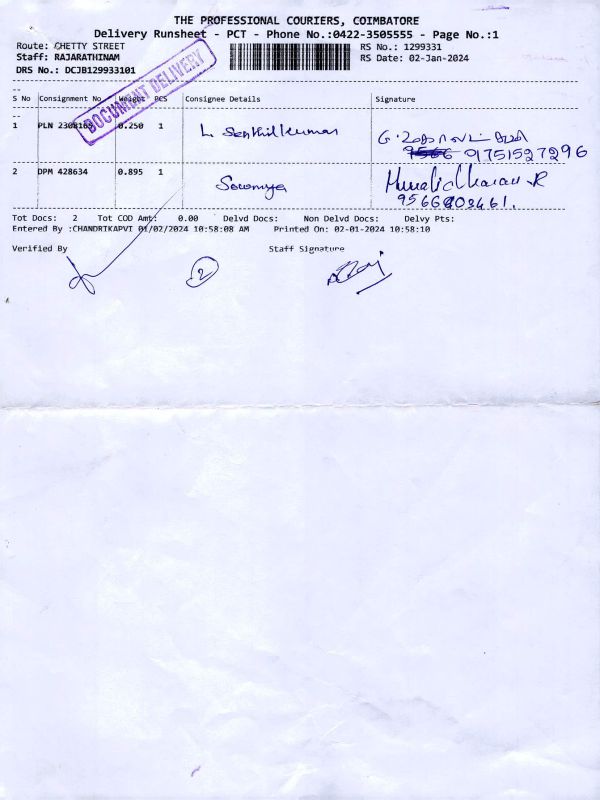 THE PROFESSIONAL COURIERS, COIMBATORE
Delivery Runsheet - PCT - Phone No.:0422-3505555 - Page No.:1
Route: CHETTY STREET
RS No.: 1299331
Staff: RAJARATHINAM
RS Date: 02-Jan-2024
DRS No.: DCJB129933101
DOCUMENT DELIVERY
S No Consignment No. Weight PCS Consignee Details Signature
1 PLN 0.250 1 L. Senthilkumar
9751527296
2 DPM 428634 0.895 1 Sowmya Muralidharan R
Tot Docs: 2 Tot COD Amt: 0.00 Delvd Docs: Non Delvd Docs: Delvy Pts:
Entered By :CHANDRIKAPVT 01/02/2024 10:58:08 AM Printed On: 02-01-2024 10:58:10
Verified By Staff Signature
2